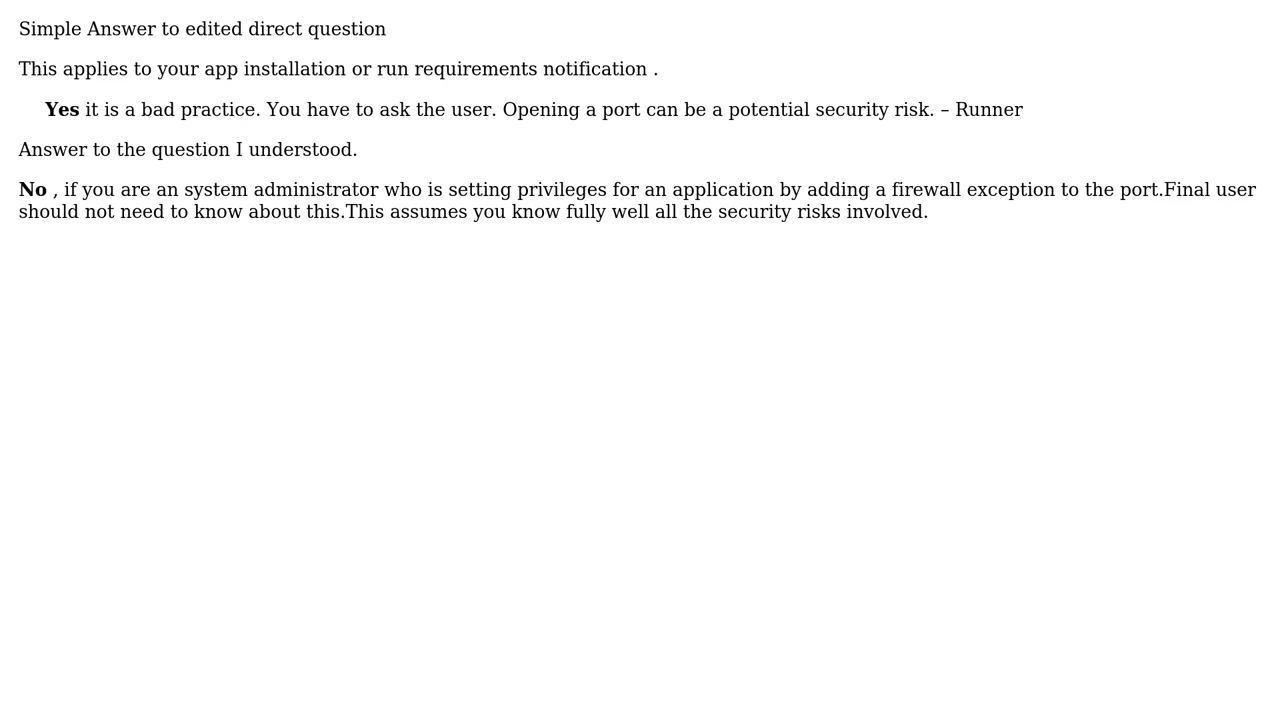 Simple Answer to edited direct question
This applies to your app installation or run requirements notification .
Yes it is a bad practice. You have to ask the user. Opening a port can be a potential security risk. – Runner
Answer to the question I understood.
No , if you are an system administrator who is setting privileges for an application by adding a firewall exception to the port.Final user
should not need to know about this.This assumes you know fully well all the security risks involved.